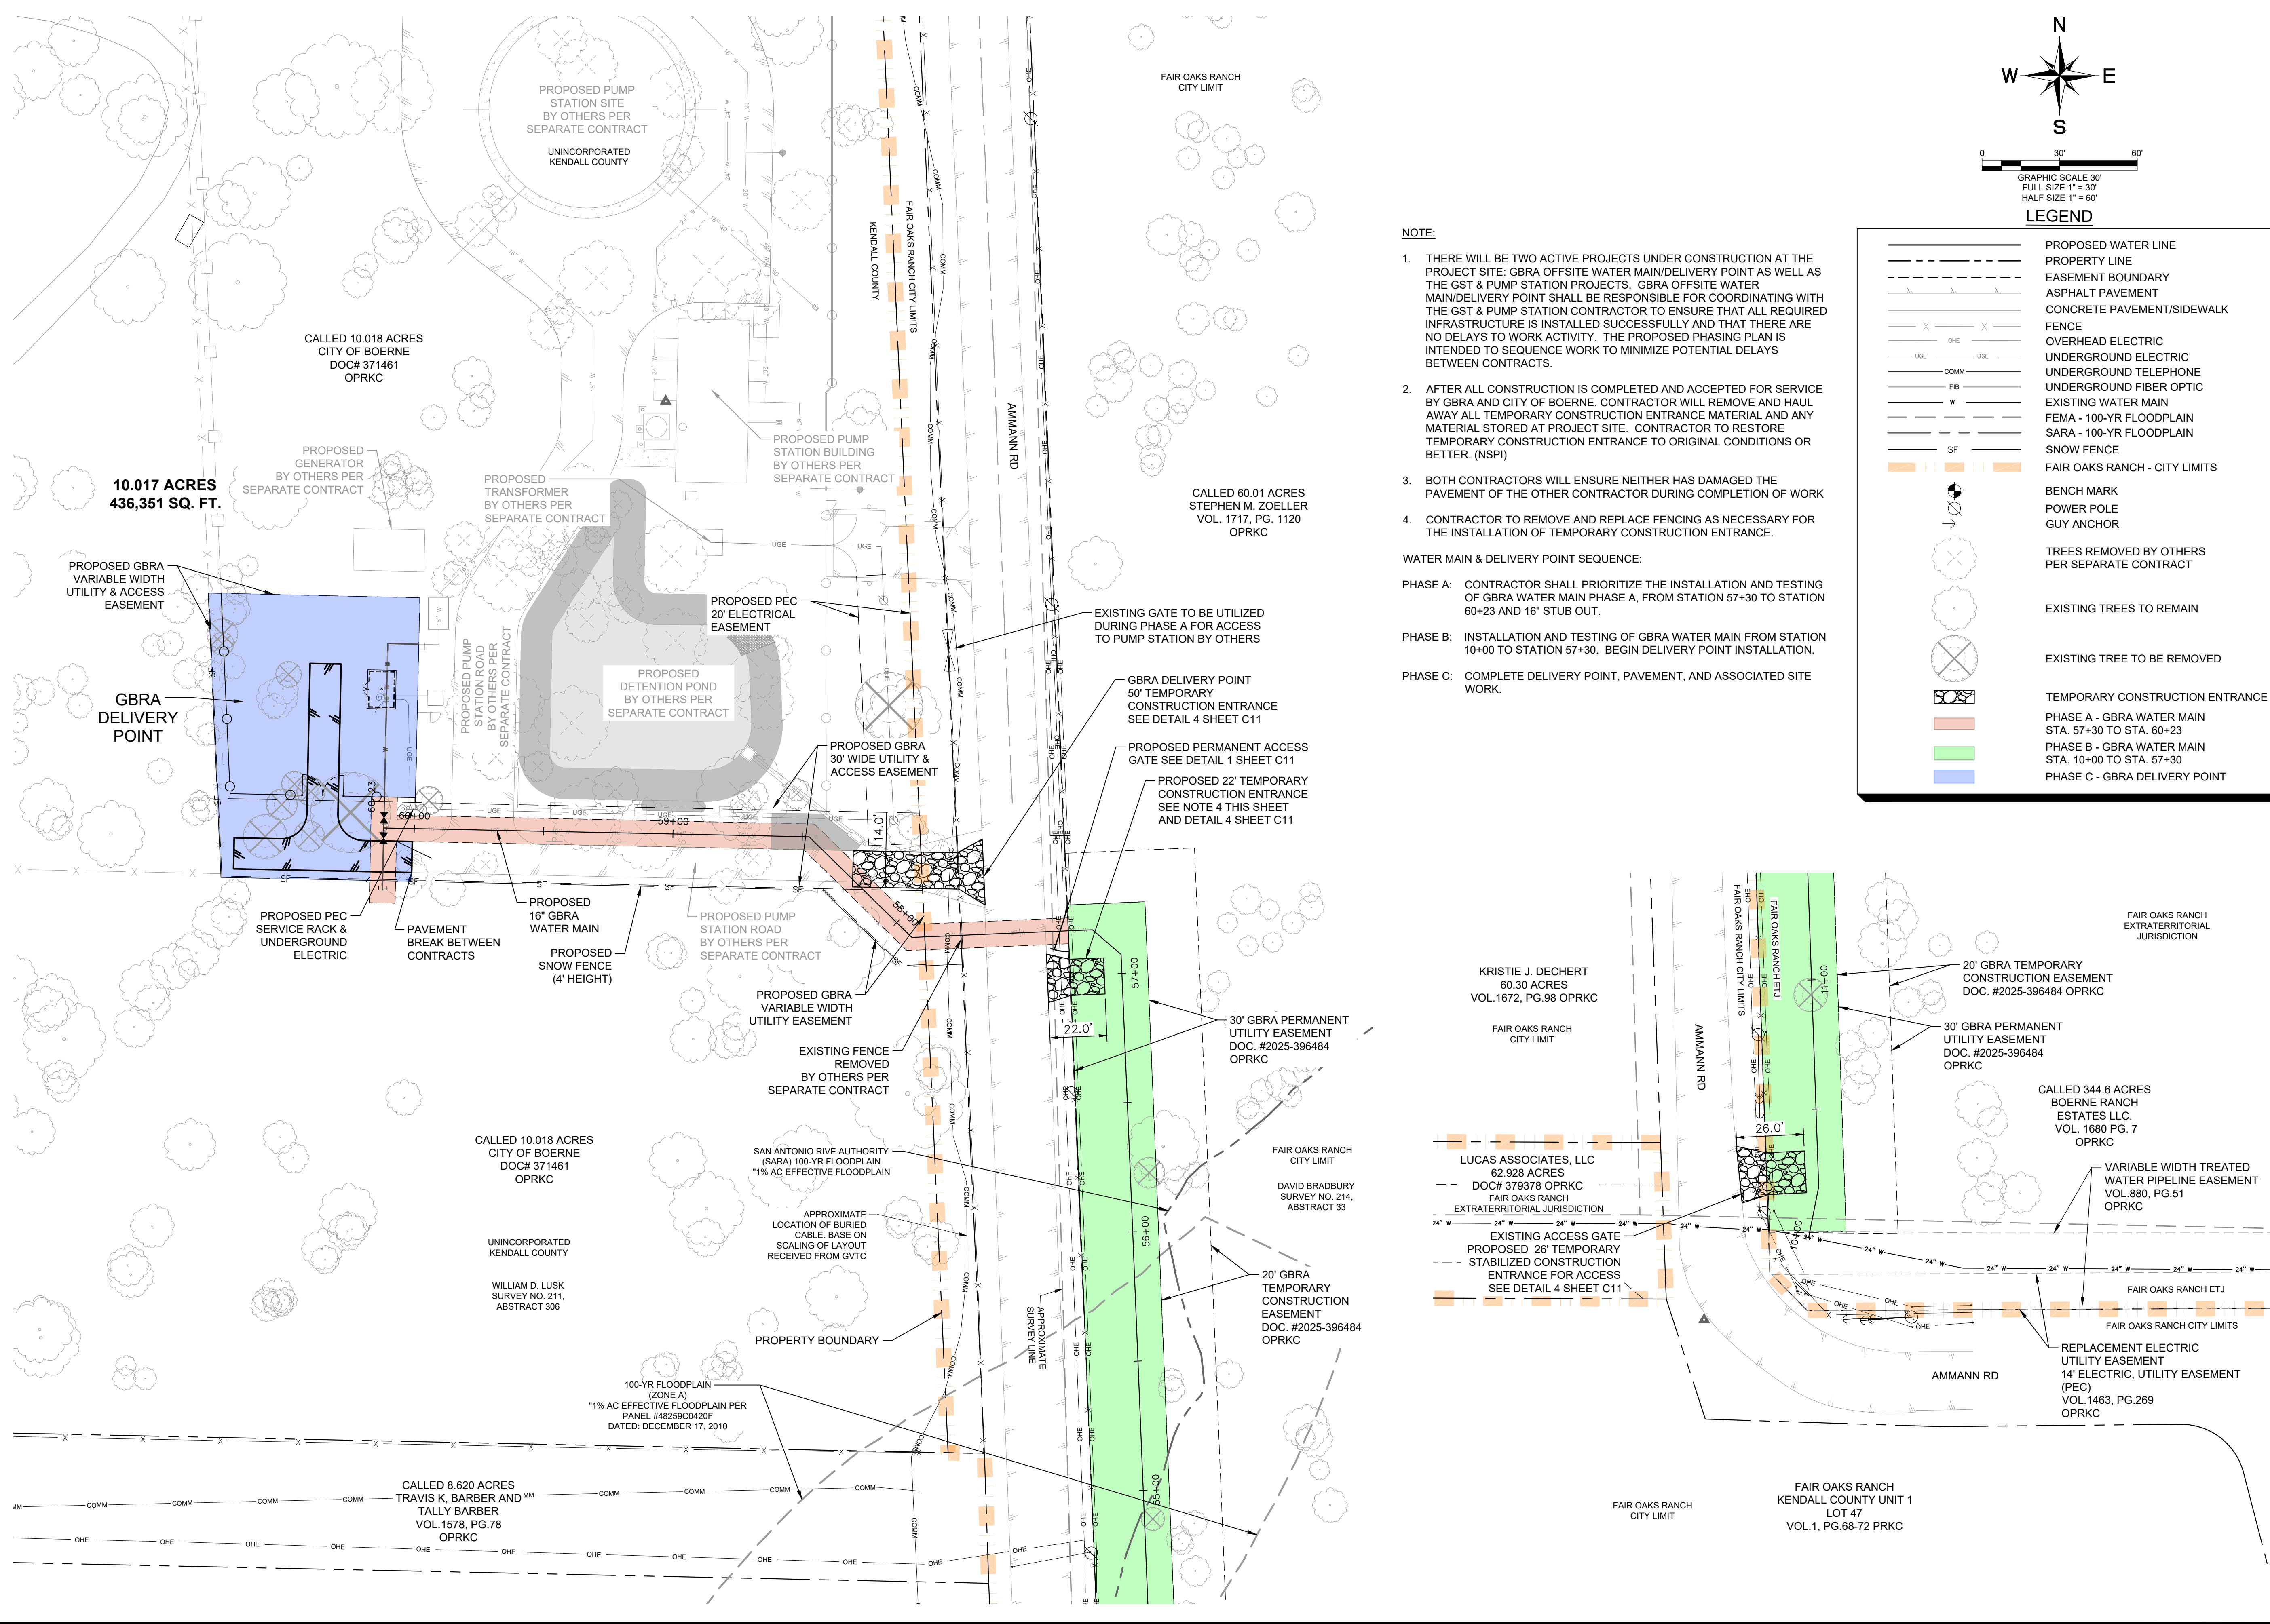 PROPOSED PUMP
STATION SITE
BY OTHERS PER
SEPARATE CONTRACT
UNINCORPORATED
KENDALL COUNTY
CALLED 10.018 ACRES
CITY OF BOERNE
DOC# 371461
OPRKC
PROPOSED
GENERATOR
BY OTHERS PER
SEPARATE CONTRACT
10.017 ACRES
436,351 SQ. FT.
PROPOSED
TRANSFORMER
BY OTHERS PER
SEPARATE CONTRACT
PROPOSED PUMP
STATION BUILDING
BY OTHERS PER
SEPARATE CONTRACT
KENDALL COUNTY
FAIR OAKS RANCH CITY LIMITS
AMMANN RD
FAIR OAKS RANCH
CITY LIMIT
CALLED 60.01 ACRES
STEPHEN M. ZOELLER
VOL. 1717, PG. 1120
OPRKC
PROPOSED GBRA
VARIABLE WIDTH
UTILITY & ACCESS
EASEMENT
GBRA
DELIVERY
POINT
PROPOSED PUMP
STATION ROAD
BY OTHERS PER
SEPARATE CONTRACT
PROPOSED
DETENTION POND
BY OTHERS PER
SEPARATE CONTRACT
PROPOSED PEC
20' ELECTRICAL
EASEMENT
EXISTING GATE TO BE UTILIZED
DURING PHASE A FOR ACCESS
TO PUMP STATION BY OTHERS
GBRA DELIVERY POINT
50' TEMPORARY
CONSTRUCTION ENTRANCE
SEE DETAIL 4 SHEET C11
PROPOSED PERMANENT ACCESS
GATE SEE DETAIL 1 SHEET C11
PROPOSED 22' TEMPORARY
CONSTRUCTION ENTRANCE
SEE NOTE 4 THIS SHEET
AND DETAIL 4 SHEET C11
PROPOSED GBRA
30' WIDE UTILITY &
ACCESS EASEMENT
14.0'
60+23
60+00
59+00
58+00
57+00
56+00
55+00
UGE
SF
OHE
COMM
PROPOSED PEC
SERVICE RACK &
UNDERGROUND
ELECTRIC
PAVEMENT
BREAK BETWEEN
CONTRACTS
PROPOSED
16" GBRA
WATER MAIN
PROPOSED
SNOW FENCE
(4' HEIGHT)
PROPOSED PUMP
STATION ROAD
BY OTHERS PER
SEPARATE CONTRACT
PROPOSED GBRA
VARIABLE WIDTH
UTILITY EASEMENT
EXISTING FENCE
REMOVED
BY OTHERS PER
SEPARATE CONTRACT
22.0'
30' GBRA PERMANENT
UTILITY EASEMENT
DOC. #2025-396484
OPRKC
CALLED 10.018 ACRES
CITY OF BOERNE
DOC# 371461
OPRKC
UNINCORPORATED
KENDALL COUNTY
WILLIAM D. LUSK
SURVEY NO. 211,
ABSTRACT 306
SAN ANTONIO RIVE AUTHORITY
(SARA) 100-YR FLOODPLAIN
"1% AC EFFECTIVE FLOODPLAIN
APPROXIMATE
LOCATION OF BURIED
CABLE. BASE ON
SCALING OF LAYOUT
RECEIVED FROM GVTC
PROPERTY BOUNDARY
APPROXIMATE
SURVEY LINE
FAIR OAKS RANCH
CITY LIMIT
DAVID BRADBURY
SURVEY NO. 214,
ABSTRACT 33
20' GBRA
TEMPORARY
CONSTRUCTION
EASEMENT
DOC. #2025-396484
OPRKC
100-YR FLOODPLAIN
(ZONE A)
"1% AC EFFECTIVE FLOODPLAIN PER
PANEL #48259C0420F
DATED: DECEMBER 17, 2010
CALLED 8.620 ACRES
TRAVIS K, BARBER AND
TALLY BARBER
VOL.1578, PG.78
OPRKC
NOTE:
1. THERE WILL BE TWO ACTIVE PROJECTS UNDER CONSTRUCTION AT THE
PROJECT SITE: GBRA OFFSITE WATER MAIN/DELIVERY POINT AS WELL AS
THE GST & PUMP STATION PROJECTS. GBRA OFFSITE WATER
MAIN/DELIVERY POINT SHALL BE RESPONSIBLE FOR COORDINATING WITH
THE GST & PUMP STATION CONTRACTOR TO ENSURE THAT ALL REQUIRED
INFRASTRUCTURE IS INSTALLED SUCCESSFULLY AND THAT THERE ARE
NO DELAYS TO WORK ACTIVITY. THE PROPOSED PHASING PLAN IS
INTENDED TO SEQUENCE WORK TO MINIMIZE POTENTIAL DELAYS
BETWEEN CONTRACTS.
2. AFTER ALL CONSTRUCTION IS COMPLETED AND ACCEPTED FOR SERVICE
BY GBRA AND CITY OF BOERNE. CONTRACTOR WILL REMOVE AND HAUL
AWAY ALL TEMPORARY CONSTRUCTION ENTRANCE MATERIAL AND ANY
MATERIAL STORED AT PROJECT SITE. CONTRACTOR TO RESTORE
TEMPORARY CONSTRUCTION ENTRANCE TO ORIGINAL CONDITIONS OR
BETTER. (NSPI)
3. BOTH CONTRACTORS WILL ENSURE NEITHER HAS DAMAGED THE
PAVEMENT OF THE OTHER CONTRACTOR DURING COMPLETION OF WORK
4. CONTRACTOR TO REMOVE AND REPLACE FENCING AS NECESSARY FOR
THE INSTALLATION OF TEMPORARY CONSTRUCTION ENTRANCE.
WATER MAIN & DELIVERY POINT SEQUENCE:
PHASE A: CONTRACTOR SHALL PRIORITIZE THE INSTALLATION AND TESTING
OF GBRA WATER MAIN PHASE A, FROM STATION 57+30 TO STATION
60+23 AND 16" STUB OUT.
PHASE B: INSTALLATION AND TESTING OF GBRA WATER MAIN FROM STATION
10+00 TO STATION 57+30. BEGIN DELIVERY POINT INSTALLATION.
PHASE C: COMPLETE DELIVERY POINT, PAVEMENT, AND ASSOCIATED SITE
WORK.
N
W E
S
0 30' 60'
GRAPHIC SCALE 30'
FULL SIZE 1" = 30'
HALF SIZE 1" = 60'
LEGEND
PROPOSED WATER LINE
PROPERTY LINE
EASEMENT BOUNDARY
ASPHALT PAVEMENT
CONCRETE PAVEMENT/SIDEWALK
X X FENCE
OHE OVERHEAD ELECTRIC
UGE UGE UNDERGROUND ELECTRIC
COMM UNDERGROUND TELEPHONE
FIB UNDERGROUND FIBER OPTIC
W EXISTING WATER MAIN
FEMA - 100-YR FLOODPLAIN
SARA - 100-YR FLOODPLAIN
SF SNOW FENCE
FAIR OAKS RANCH - CITY LIMITS
BENCH MARK
POWER POLE
GUY ANCHOR
TREES REMOVED BY OTHERS
PER SEPARATE CONTRACT
EXISTING TREES TO REMAIN
EXISTING TREE TO BE REMOVED
TEMPORARY CONSTRUCTION ENTRANCE
PHASE A - GBRA WATER MAIN
STA. 57+30 TO STA. 60+23
PHASE B - GBRA WATER MAIN
STA. 10+00 TO STA. 57+30
PHASE C - GBRA DELIVERY POINT
KRISTIE J. DECHERT
60.30 ACRES
VOL.1672, PG.98 OPRKC
FAIR OAKS RANCH
CITY LIMIT
AMMANN RD
FAIR OAKS RANCH CITY LIMITS
FAIR OAKS RANCH ETJ
11+00
10+00
26.0'
FAIR OAKS RANCH
EXTRATERRITORIAL
JURISDICTION
20' GBRA TEMPORARY
CONSTRUCTION EASEMENT
DOC. #2025-396484 OPRKC
30' GBRA PERMANENT
UTILITY EASEMENT
DOC. #2025-396484
OPRKC
CALLED 344.6 ACRES
BOERNE RANCH
ESTATES LLC.
VOL. 1680 PG. 7
OPRKC
VARIABLE WIDTH TREATED
WATER PIPELINE EASEMENT
VOL.880, PG.51
OPRKC
LUCAS ASSOCIATES, LLC
62.928 ACRES
DOC# 379378 OPRKC
FAIR OAKS RANCH
EXTRATERRITORIAL JURISDICTION
24" W 24" W 24" W 24" W 24" W 24" W 24" W
EXISTING ACCESS GATE
PROPOSED 26' TEMPORARY
STABILIZED CONSTRUCTION
ENTRANCE FOR ACCESS
SEE DETAIL 4 SHEET C11
FAIR OAKS RANCH ETJ
FAIR OAKS RANCH CITY LIMITS
REPLACEMENT ELECTRIC
UTILITY EASEMENT
14' ELECTRIC, UTILITY EASEMENT
(PEC)
VOL.1463, PG.269
OPRKC
AMMANN RD
FAIR OAKS RANCH
CITY LIMIT
FAIR OAKS RANCH
KENDALL COUNTY UNIT 1
LOT 47
VOL.1, PG.68-72 PRKC